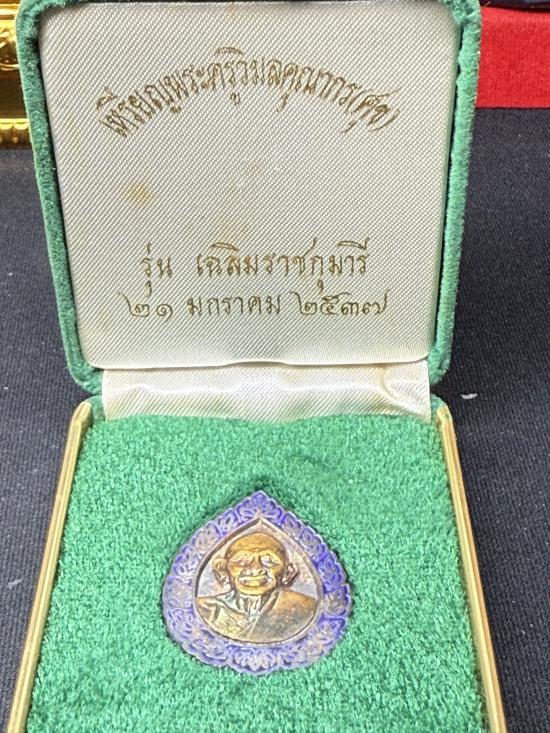 เหรียญพระครูวิมลคุณากร(ศุข)
รุ่น เฉลิมราชกุมารี
๒๑ มกราคม ๒๕๓๗